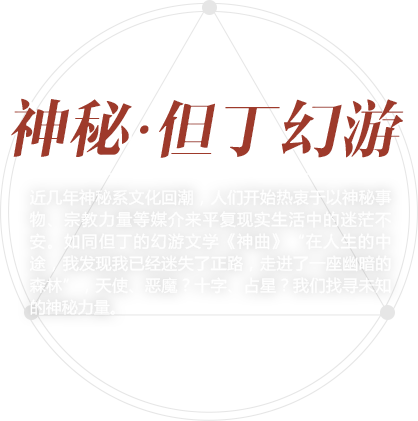 神秘·但丁幻游
近几年神秘系文化回潮，人们开始热衷于以神秘事
物、宗教力量等媒介来平复现实生活中的迷茫不
安。如同但丁的幻游文学《神曲》：“在人生的中
途，我发现我已经迷失了正路，走进了一座幽暗的
森林”。天使、恶魔？十字、占星？我们找寻未知
的神秘力量。